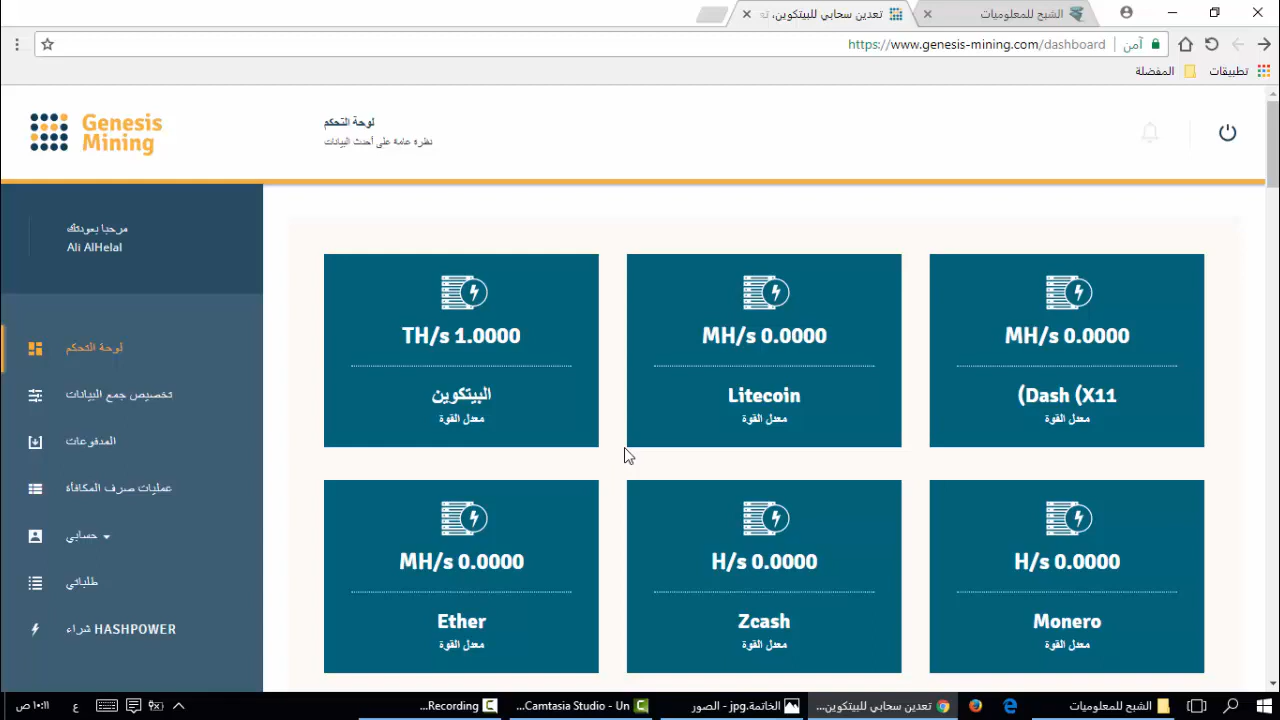 تعدين سحابي للبيتكوين، تد
الشيخ للمعلوميات
https://www.genesis-mining.com/dashboard
آمن
تطبيقات
المفضلة
Genesis
Mining
لوحة التحكم
نظرة عامة على أحدث البيانات
مرحبا بعودتك
Ali AlHelal
لوحة التحكم
تخصيص جمع البيانات
المدفوعات
عمليات صرف المكافأة
حسابي
طلباتي
شراء HASHPOWER
TH/s 1.0000
البيتكوين
معدل القوة
MH/s 0.0000
Litecoin
معدل القوة
MH/s 0.0000
(Dash (X11
معدل القوة
MH/s 0.0000
Ether
معدل القوة
H/s 0.0000
Zcash
معدل القوة
H/s 0.0000
Monero
معدل القوة
١٠:١١ ص
...Recording
...Camtasia Studio - Un
الخاتمة.jpg - الصور
تعدين سحابي للبيتكوين...
الشيخ للمعلوميات